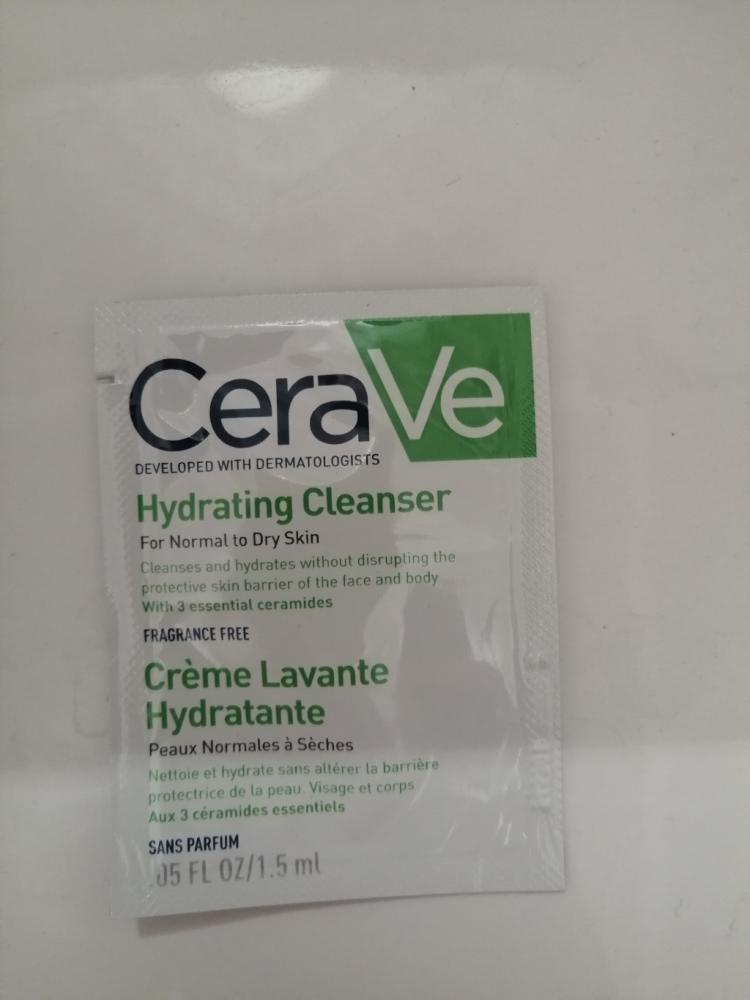 CeraVe
DEVELOPED WITH DERMATOLOGISTS
Hydrating Cleanser
For Normal to Dry Skin
Cleanses and hydrates without disrupting the
protective skin barrier of the face and body
With 3 essential ceramides
FRAGRANCE FREE
Crème Lavante
Hydratante
Peaux Normales à Sèches
Nettoie et hydrate sans altérer la barrière
protectrice de la peau. Visage et corps
Aux 3 céramides essentiels
SANS PARFUM
.05 FL OZ/1.5 ml